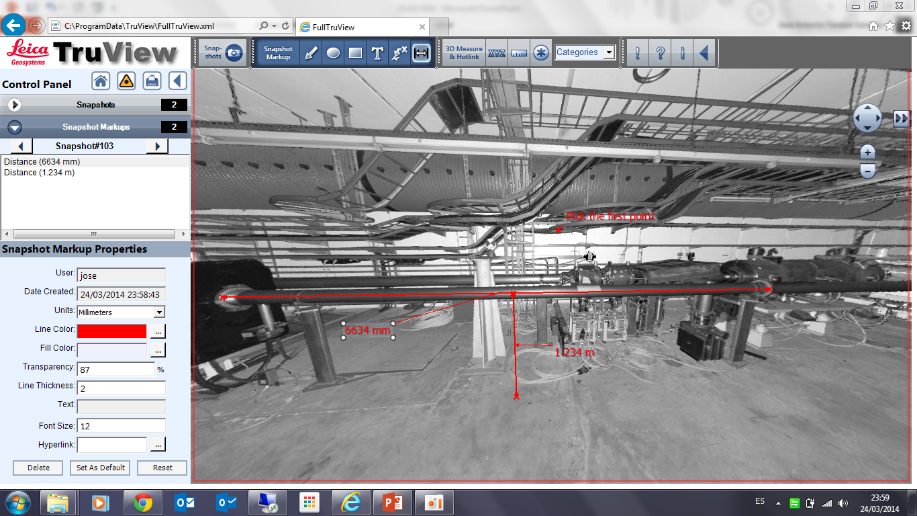 C:\ProgramData\TruView\FullTruView.xml
FullTruView
Leica
Geosystems
TruView
Snap-
shots
Snapshot
Markup
3D Measure
& Hotlink
Categories
Control Panel
Snapshots 2
Snapshot Markups 2
Snapshot#103
Distance (6634 mm)
Distance (1.234 m)
Snapshot Markup Properties
User: jose
Date Created: 24/03/2014 23:58:43
Units: Milimeters
Line Color: ...
Fill Color: ...
Transparency 87 %
Line Thickness: 2
Text:
Font Size: 12
Hyperlink: ...
Delete Set As Default Reset
Pick the first point
6634 mm
1.234 m
ES
23:59
24/03/2014